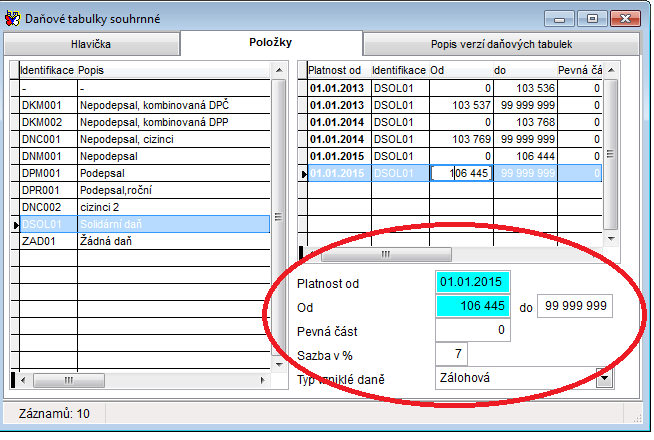 Daňové tabulky souhrnné
Hlavička Položky Popis verzí daňových tabulek
Identifikace Popis
- -
DKM001 Nepodepsal, kombinovaná DPČ
DKM002 Nepodepsal, kombinovaná DPP
DNC001 Nepodepsal, cizinci
DNM001 Nepodepsal
DPM001 Podepsal
DPR001 Podepsal,roční
DNC002 cizinci 2
DSOL01 Solidární daň
ZAD01 Žádná daň
Platnost od Identifikace Od do Pevná čá
01.01.2013 DSOL01 0 103 536 0
01.01.2013 DSOL01 103 537 99 999 999 0
01.01.2014 DSOL01 0 103 768 0
01.01.2014 DSOL01 103 769 99 999 999 0
01.01.2015 DSOL01 0 106 444 0
01.01.2015 DSOL01 106 445 99 999 999 0
Platnost od 01.01.2015
Od 106 445 do 99 999 999
Pevná část 0
Sazba v % 7
Typ vzniklé daně Zálohová
Záznamů: 10